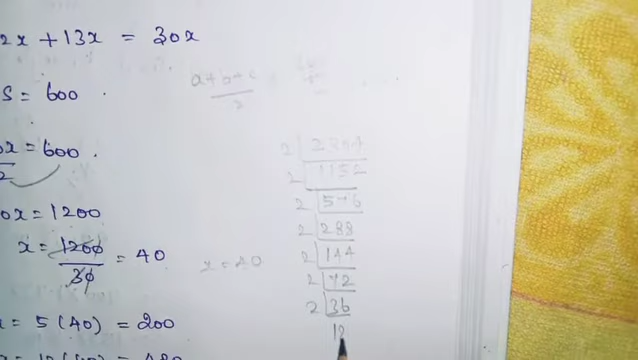 2x + 13x = 30x
a+b+c
2
S = 600
2 2304
2 1152
x = 600
2
2 576
0x = 1200
2 288
2 144
x = 1200 = 40
30
x = 40
2 72
2 36
= 5(40) = 200
18